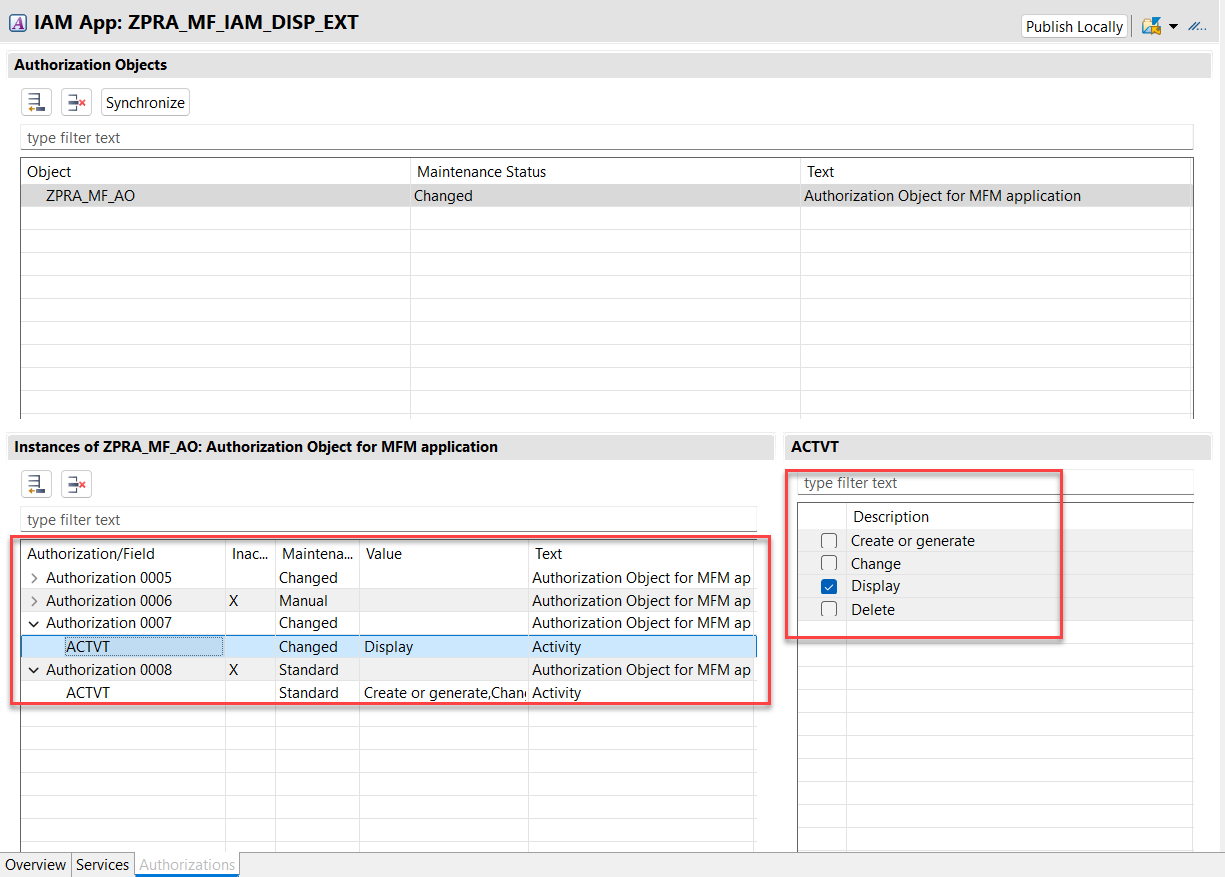 IAM App: ZPRA_MF_IAM_DISP_EXT
Publish Locally
Authorization Objects
Synchronize
type filter text
Object Maintenance Status Text
ZPRA_MF_AO Changed Authorization Object for MFM application
Instances of ZPRA_MF_AO: Authorization Object for MFM application
type filter text
Authorization/Field Inac... Maintena... Value Text
Authorization 0005 Changed Authorization Object for MFM ap
Authorization 0006 X Manual Authorization Object for MFM ap
Authorization 0007 Changed Authorization Object for MFM ap
ACTVT Changed Display Activity
Authorization 0008 X Standard Authorization Object for MFM ap
ACTVT Standard Create or generate,Chan Activity
ACTVT
type filter text
Description
Create or generate
Change
Display
Delete
Overview Services Authorizations